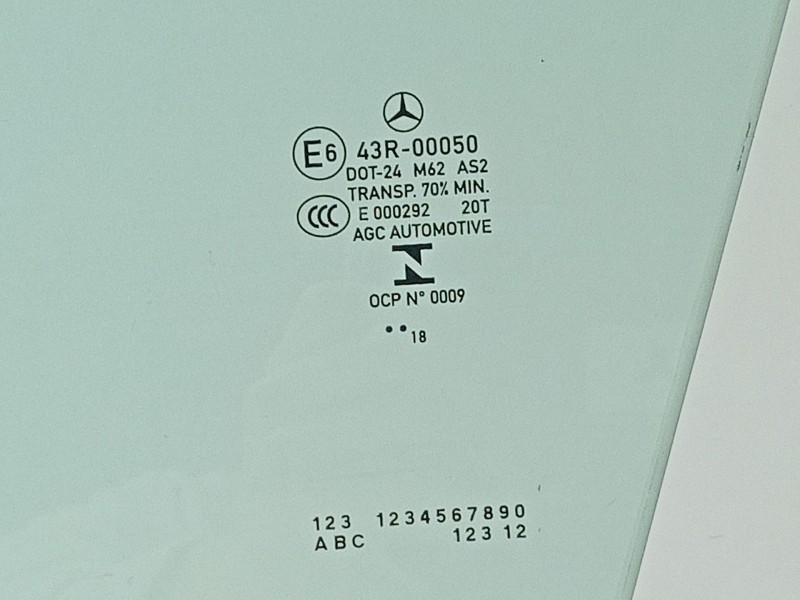 E6 43R-00050
DOT-24 M62 AS2
TRANSP. 70% MIN.
CCC E 000292 20T
AGC AUTOMOTIVE
OCP N° 0009
•• 18
123 1234567890
ABC 123 12